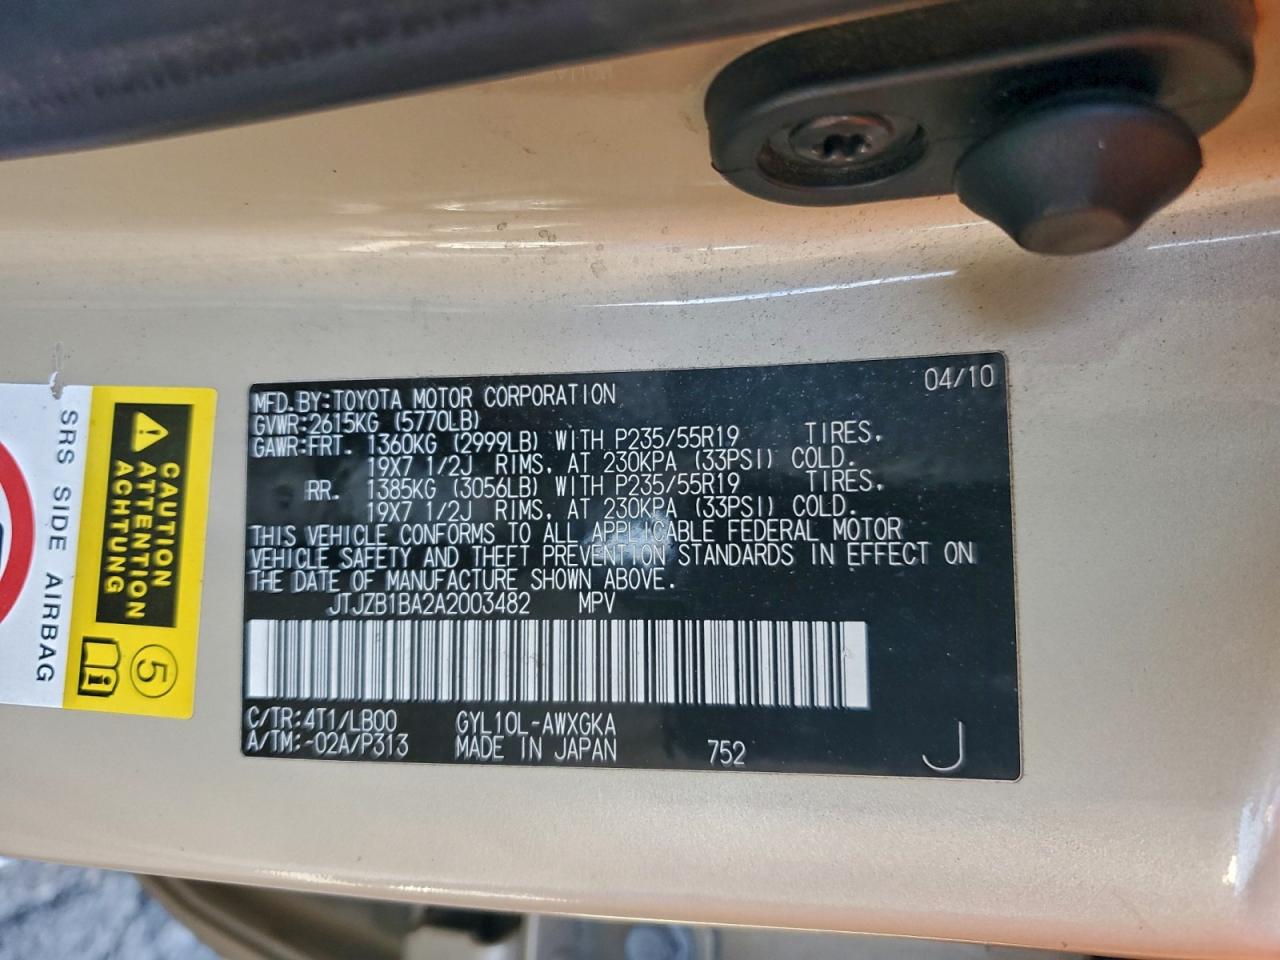 04/10
MFD.BY:TOYOTA MOTOR CORPORATION
GVWR:2615KG (5770LB)
GAWR:FRT. 1360KG (2999LB) WITH P235/55R19 TIRES,
19X7 1/2J RIMS, AT 230KPA (33PSI) COLD.
RR. 1385KG (3056LB) WITH P235/55R19 TIRES,
19X7 1/2J RIMS, AT 230KPA (33PSI) COLD.
THIS VEHICLE CONFORMS TO ALL APPLICABLE FEDERAL MOTOR
VEHICLE SAFETY AND THEFT PREVENTION STANDARDS IN EFFECT ON
THE DATE OF MANUFACTURE SHOWN ABOVE.
JTJZB1BA2A2003482 MPV
C/TR:4T1/LB00 GYL10L-AWXGKA
A/TM:-02A/P313 MADE IN JAPAN 752 J
CAUTION
ATTENTION
ACHTUNG
5
i
SRS SIDE AIRBAG